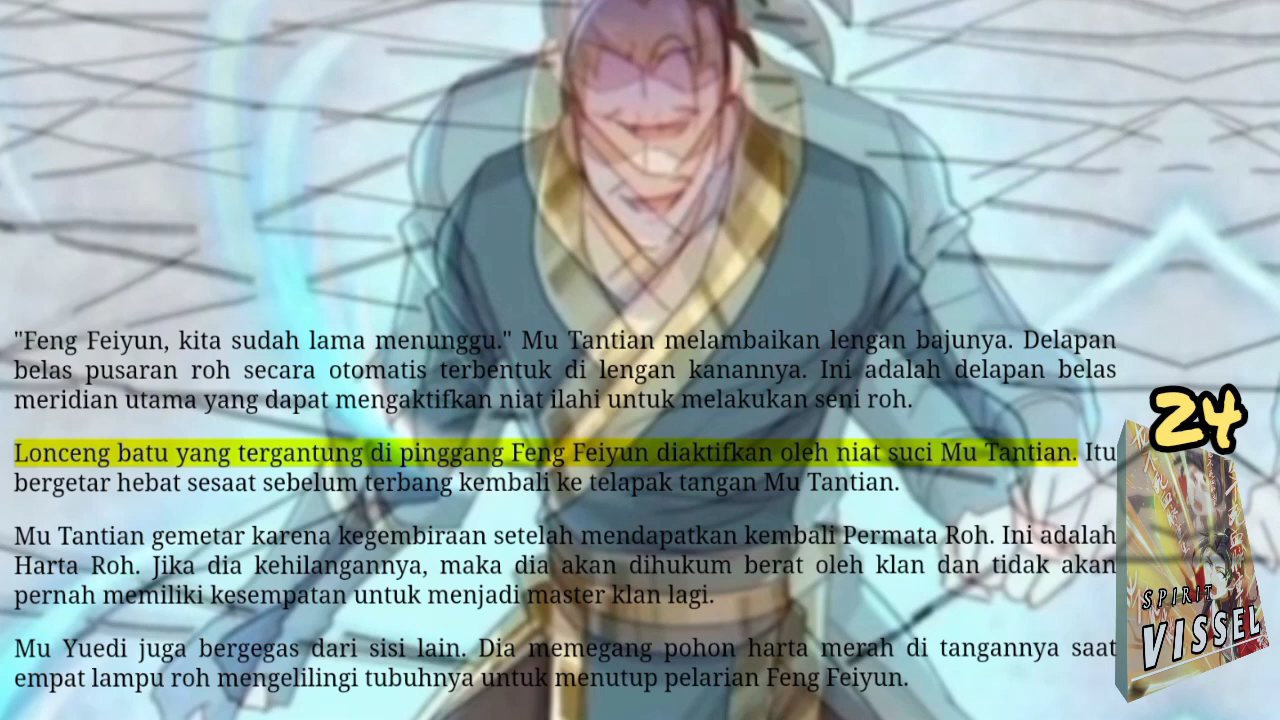 "Feng Feiyun, kita sudah lama menunggu." Mu Tantian melambaikan lengan bajunya. Delapan
belas pusaran roh secara otomatis terbentuk di lengan kanannya. Ini adalah delapan belas
meridian utama yang dapat mengaktifkan niat ilahi untuk melakukan seni roh.
Lonceng batu yang tergantung di pinggang Feng Feiyun diaktifkan oleh niat suci Mu Tantian. Itu
bergetar hebat sesaat sebelum terbang kembali ke telapak tangan Mu Tantian.
Mu Tantian gemetar karena kegembiraan setelah mendapatkan kembali Permata Roh. Ini adalah
Harta Roh. Jika dia kehilangannya, maka dia akan dihukum berat oleh klan dan tidak akan
pernah memiliki kesempatan untuk menjadi master klan lagi.
Mu Yuedi juga bergegas dari sisi lain. Dia memegang pohon harta merah di tangannya saat
empat lampu roh mengelilingi tubuhnya untuk menutup pelarian Feng Feiyun.
24
SPIRIT
VISSEL